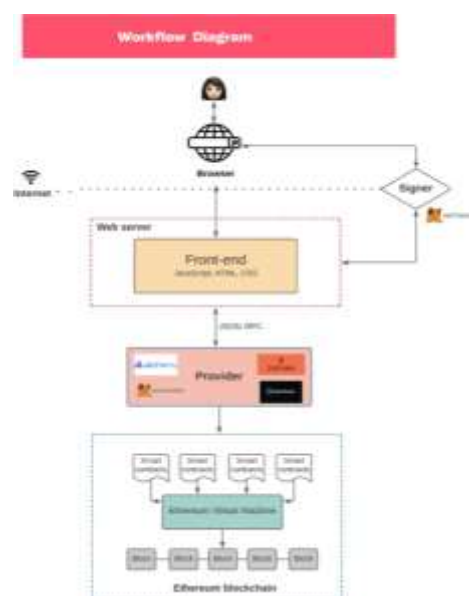 Workflow Diagram
Browser
Internet
Signer
Web server
Front-end
JavaScript, HTML, CSS
JSON, RPC
alchemy
Provider
Smart
contracts
Smart
contracts
Smart
contracts
Smart
contracts
Ethereum Virtual Machine
Block
Block
Block
Block
Block
Ethereum blockchain